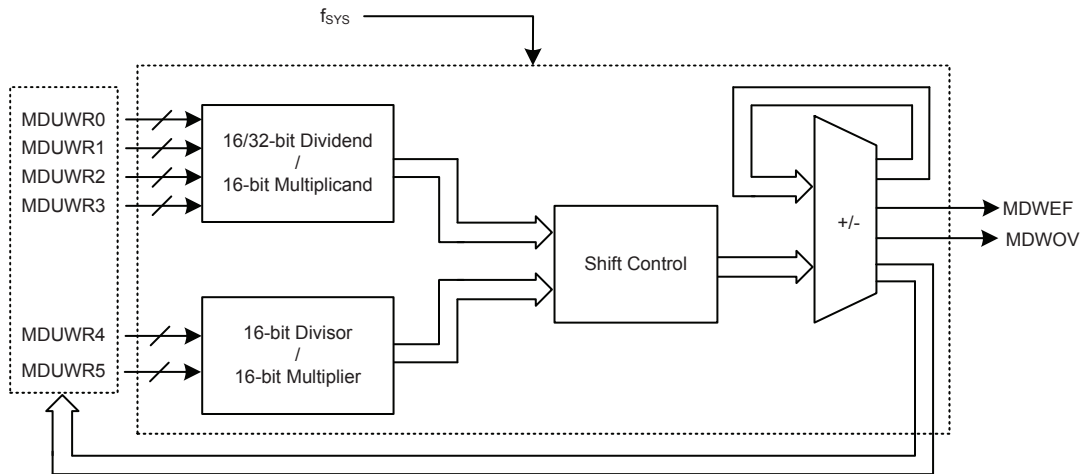 fSYS
MDUWR0
MDUWR1
MDUWR2
MDUWR3
16/32-bit Dividend
/
16-bit Multiplicand
MDUWR4
MDUWR5
16-bit Divisor
/
16-bit Multiplier
Shift Control
+/-
MDWEF
MDWOV